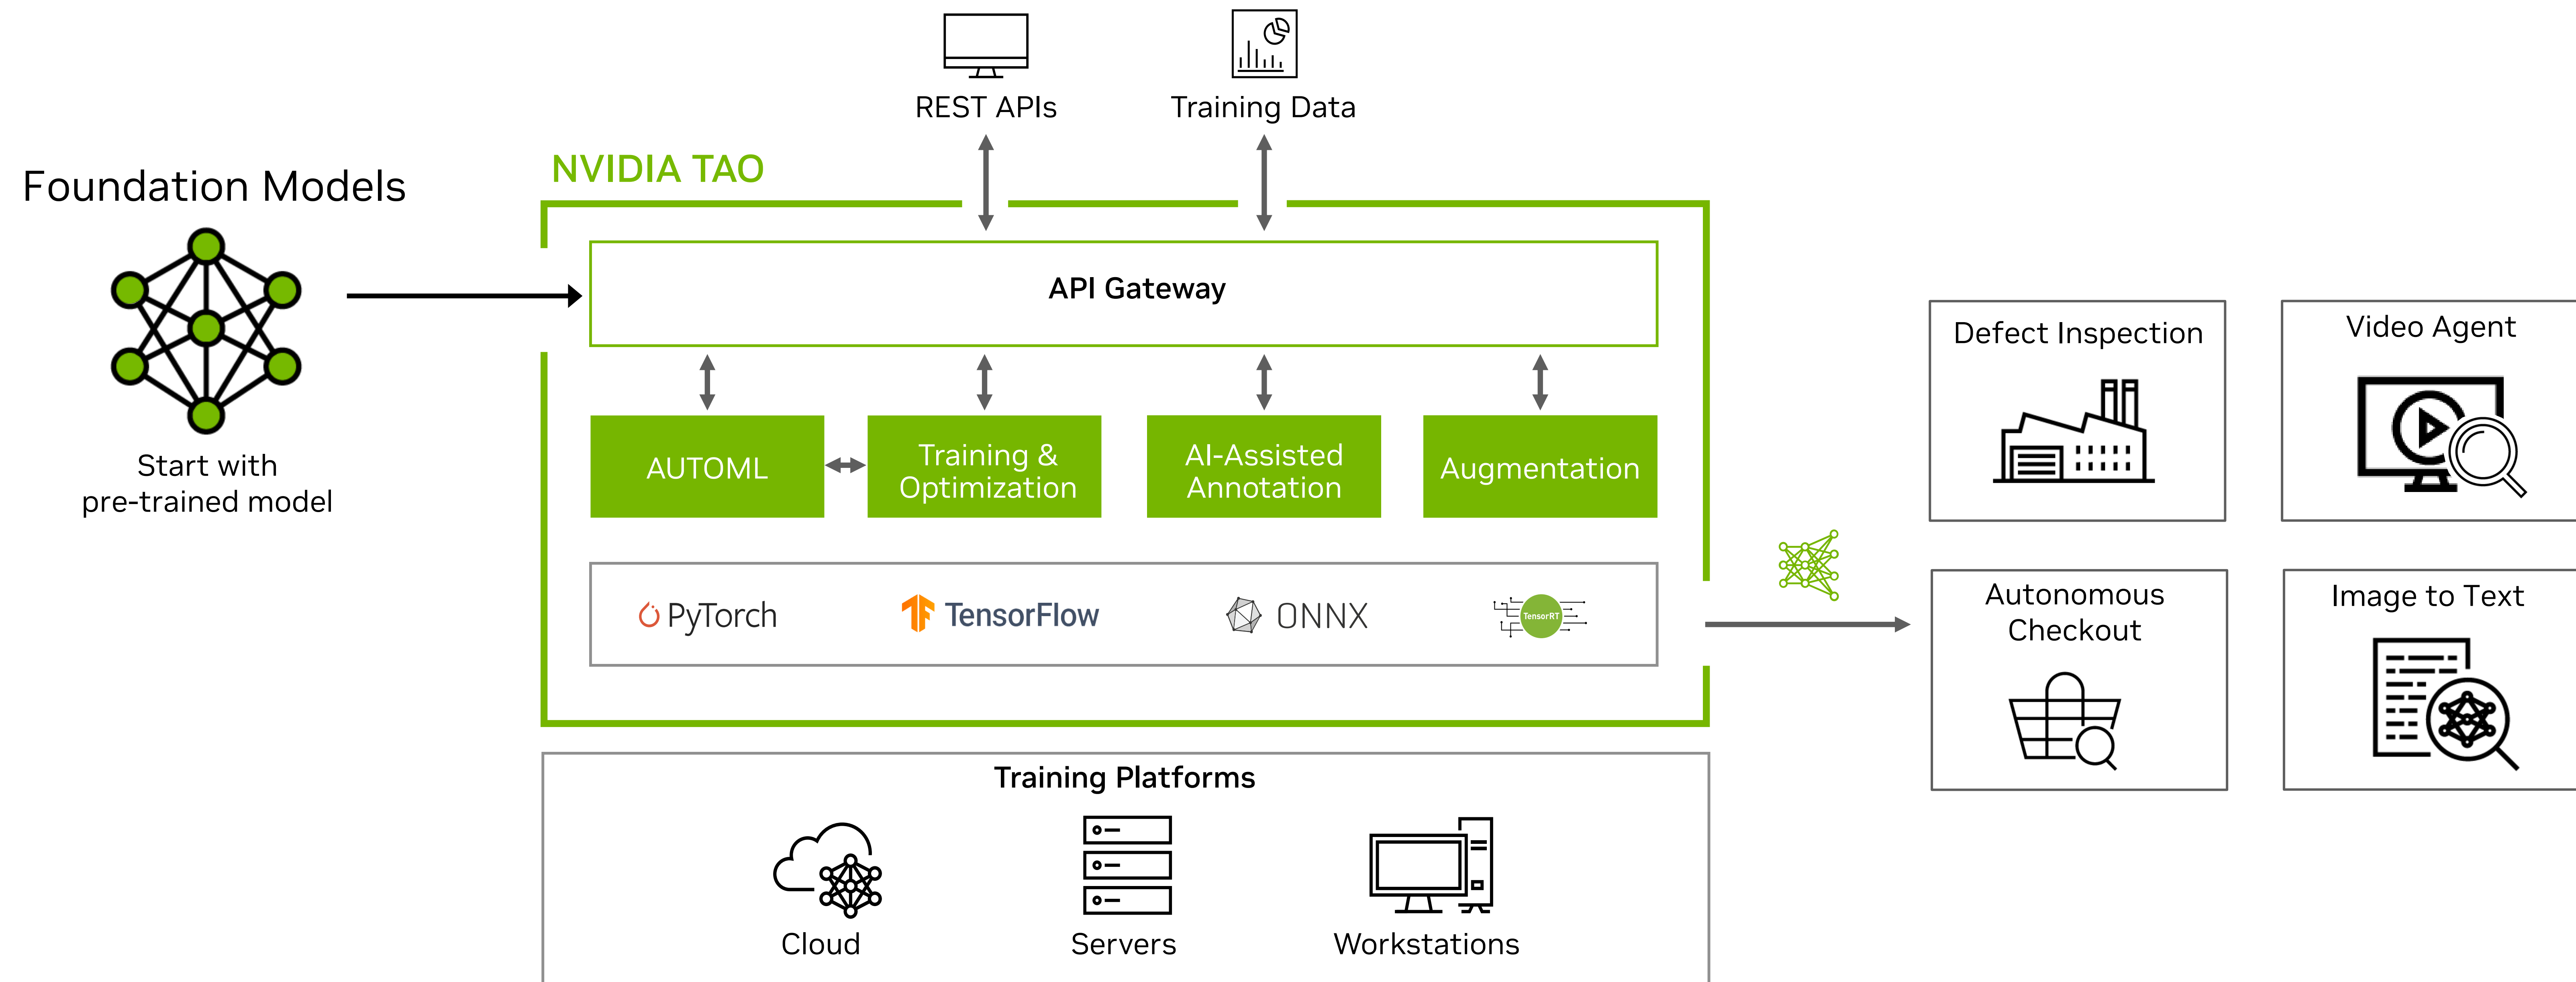 REST APIs
Training Data
NVIDIA TAO
Foundation Models
Start with
pre-trained model
API Gateway
AUTOML
Training &
Optimization
AI-Assisted
Annotation
Augmentation
PyTorch
TensorFlow
ONNX
TensorRT
Training Platforms
Cloud
Servers
Workstations
Defect Inspection
Video Agent
Autonomous
Checkout
Image to Text